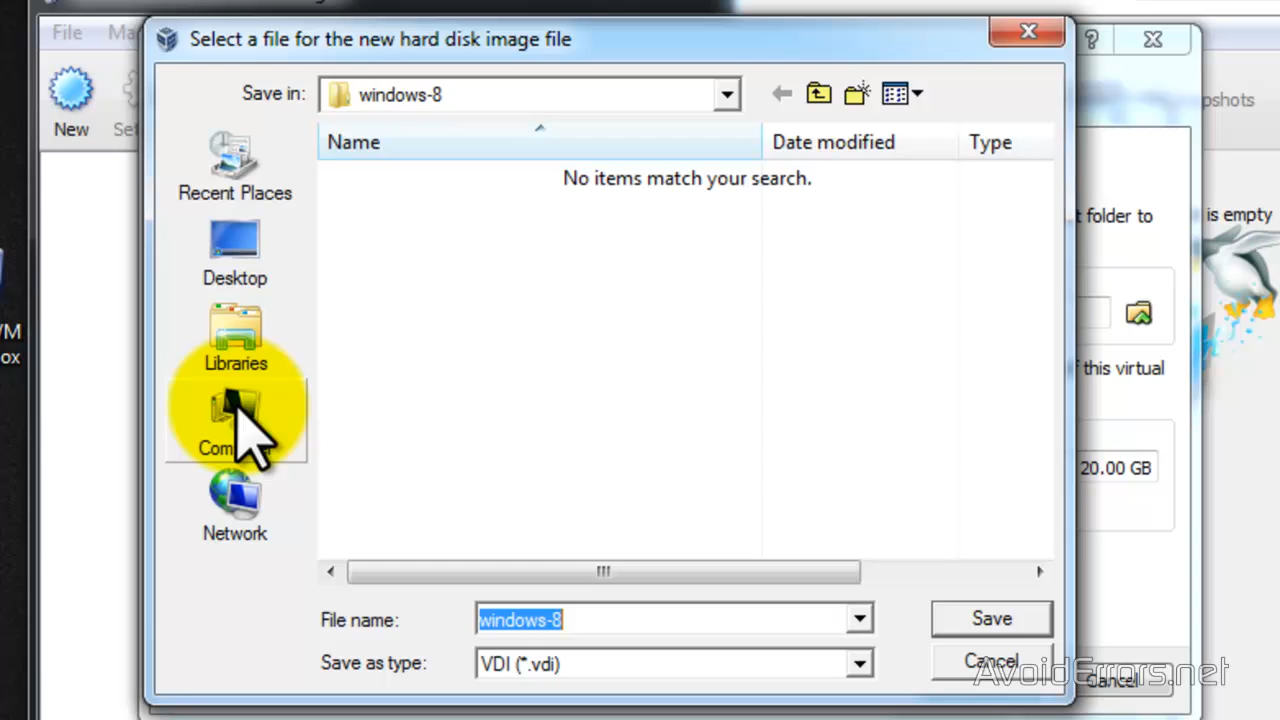 Select a file for the new hard disk image file
File
New
Save in: windows-8
Name Date modified Type
No items match your search.
Recent Places
Desktop
Libraries
Network
File name: windows-8 Save
Save as type: VDI (*.vdi) Cancel
t folder to
is empty
f this virtual
20.00 GB
Cancel
AvoidErrors.net